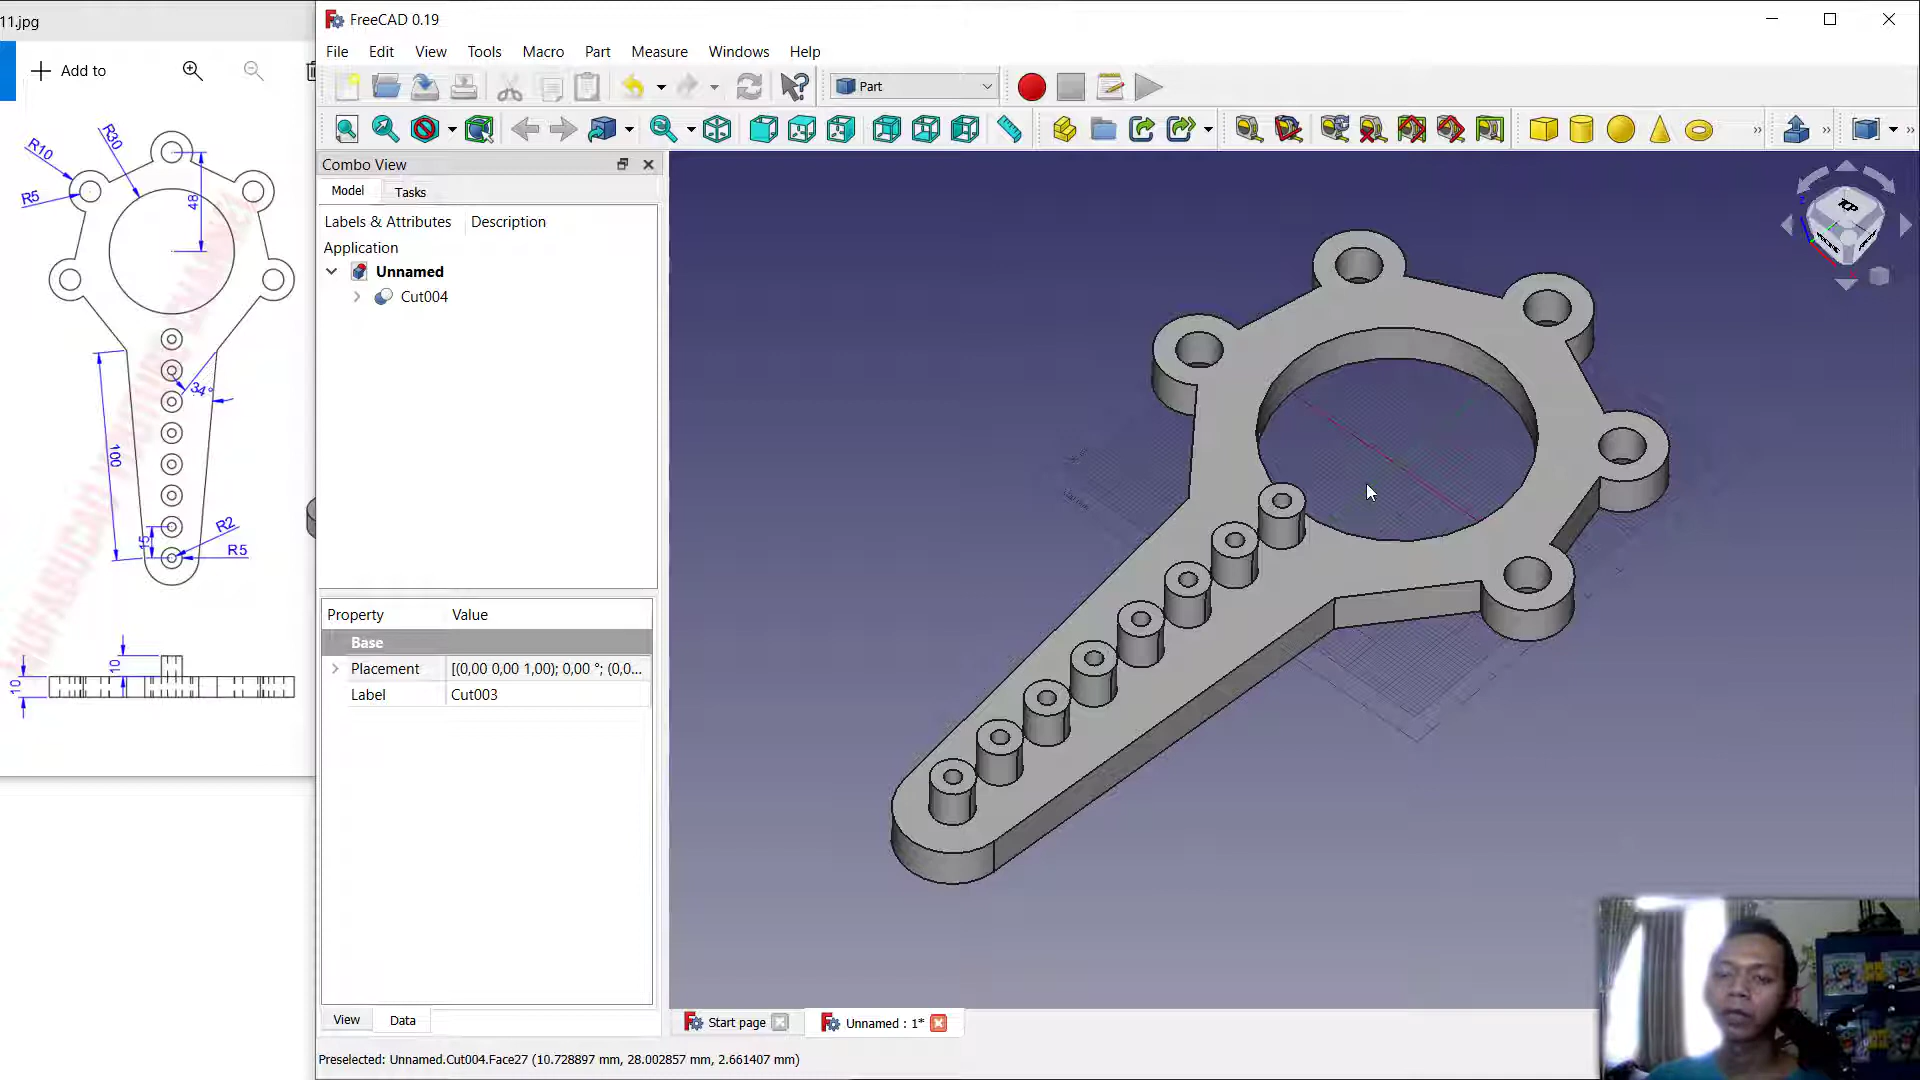 11.jpg
FreeCAD 0.19
File Edit View Tools Macro Part Measure Windows Help
Add to
Part
Combo View
Model Tasks
Labels & Attributes Description
Application
Unnamed
Cut004
R30
R10
R5
48
34°
100
15
R2
R5
10
10
MUFASUCAD
Property Value
Base
Placement [(0,00 0,00 1,00); 0,00 °; (0,0...
Label Cut003
View Data
TOP
Start page
Unnamed : 1*
Preselected: Unnamed.Cut004.Face27 (10.728897 mm, 28.002857 mm, 2.661407 mm)